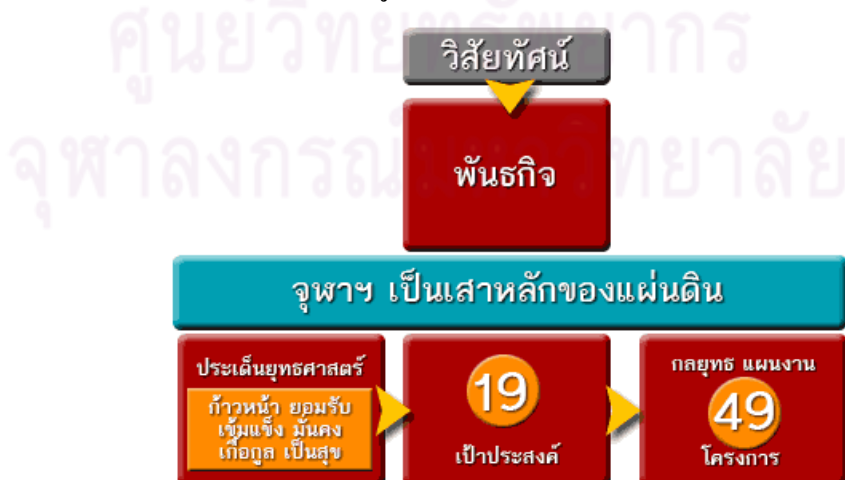 ศูนย์วิทยทรัพยากร
จุฬาลงกรณ์มหาวิทยาลัย
วิสัยทัศน์
พันธกิจ
จุฬาฯ เป็นเสาหลักของแผ่นดิน
ประเด็นยุทธศาสตร์
ก้าวหน้า ยอมรับ
เข้มแข็ง มั่นคง
เกื้อกูล เป็นสุข
19
เป้าประสงค์
กลยุทธ แผนงาน
49
โครงการ